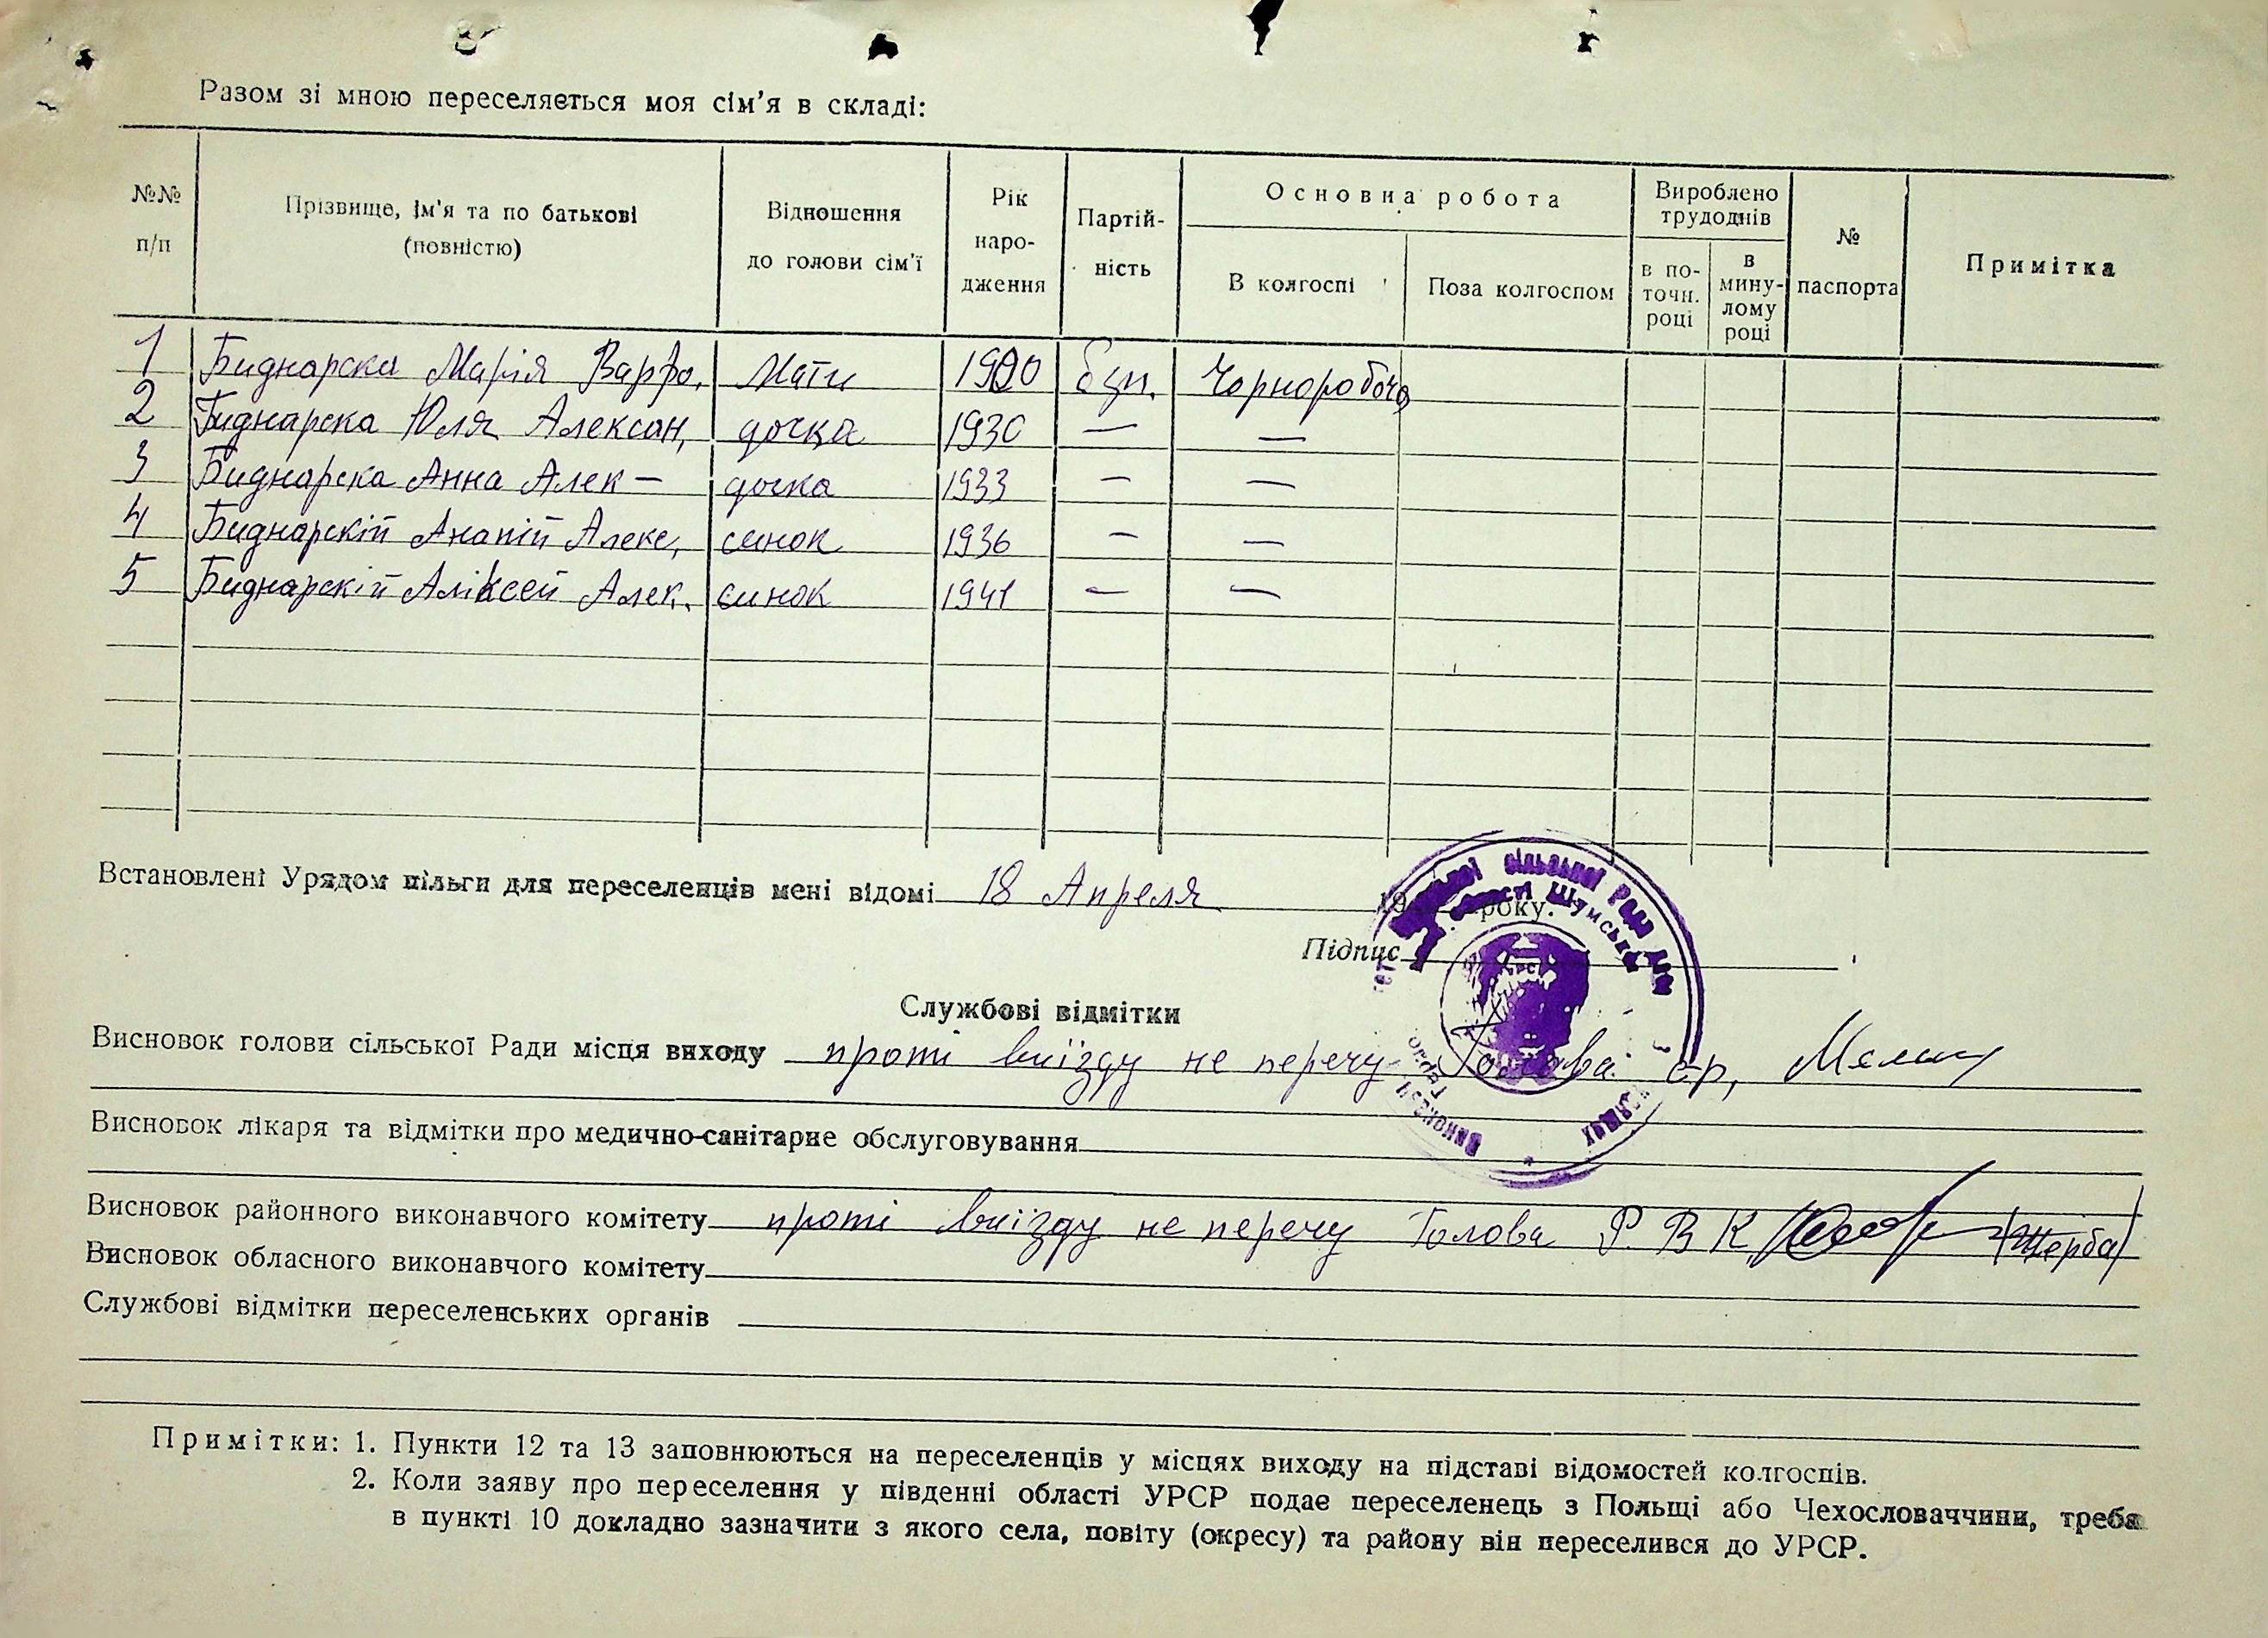 Разом зі мною переселяється моя сім'я в складі:
№№ п/п
Прізвище, ім'я та по батькові (повністю)
Відношення до голови сім'ї
Рік народження
Партій-ність
Основна робота
В колгоспі
Поза колгоспом
Вироблено трудоднів
в по-точн. році
в мину-лому році
№ паспорта
Примітка
1 Биднарска Марія Варфо. Мати 1900 бзп. Чорноробоча
2 Биднарска Юля Алексан, дочка 1930 — —
3 Биднарска Анна Алек — дочка 1933 — —
4 Биднарскій Ананій Алекс, синок 1936 — —
5 Биднарскій Аліксей Алек. синок 1941 — —
Встановлені Урядом пільги для переселенців мені відомі 18 Апреля 19 року.
Підпис
Службові відмітки
Висновок голови сільської Ради місця виходу проти виїзду не перечу Голова с-р,
Висновок лікаря та відмітки про медично-санітарне обслуговування
Висновок районного виконавчого комітету проті виїзду не перечу Голова Р. В К /Щерба/
Висновок обласного виконавчого комітету
Службові відмітки переселенських органів
Примітки: 1. Пункти 12 та 13 заповнюються на переселенців у місцях виходу на підставі відомостей колгоспів.
2. Коли заяву про переселення у південні області УРСР подає переселенець з Польщі або Чехословаччини, треба
в пункті 10 докладно зазначити з якого села, повіту (окресу) та району він переселився до УРСР.